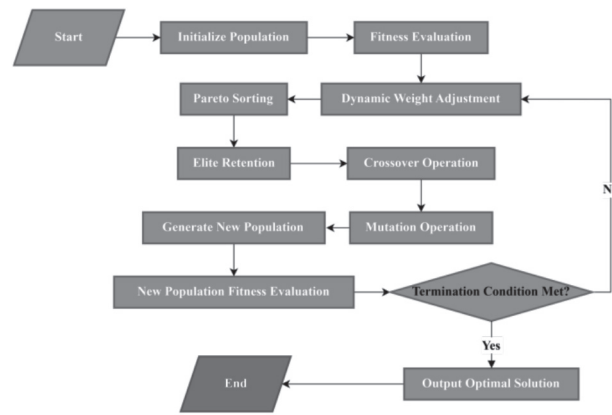 Start
Initialize Population
Fitness Evaluation
Pareto Sorting
Dynamic Weight Adjustment
Elite Retention
Crossover Operation
N
Generate New Population
Mutation Operation
New Population Fitness Evaluation
Termination Condition Met?
Yes
End
Output Optimal Solution